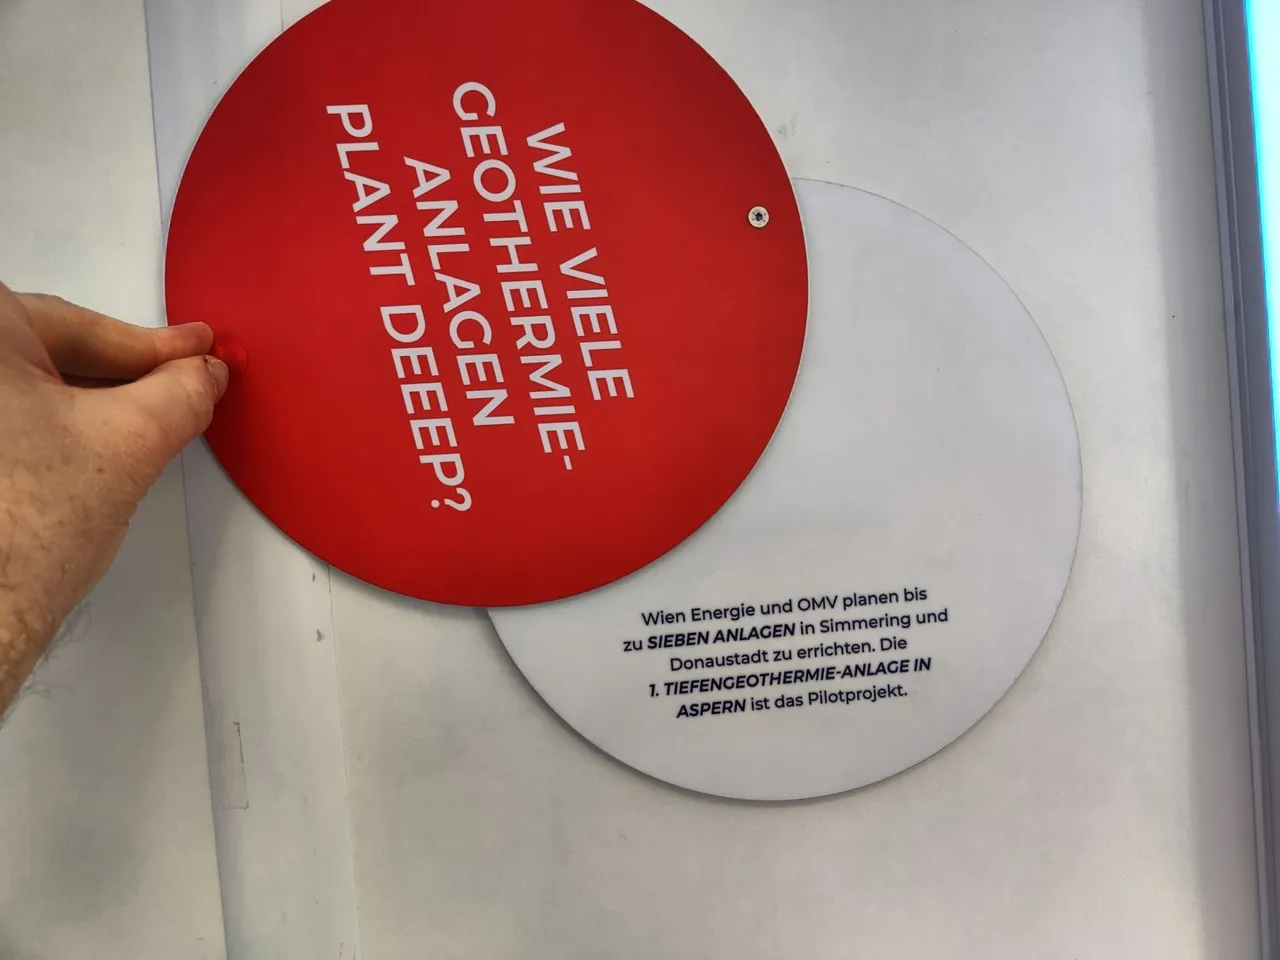 WIE VIELE
GEOTHERMIE-
ANLAGEN
PLANT DEEEP?
Wien Energie und OMV planen bis
zu SIEBEN ANLAGEN in Simmering und
Donaustadt zu errichten. Die
1. TIEFENGEOTHERMIE-ANLAGE IN
ASPERN ist das Pilotprojekt.